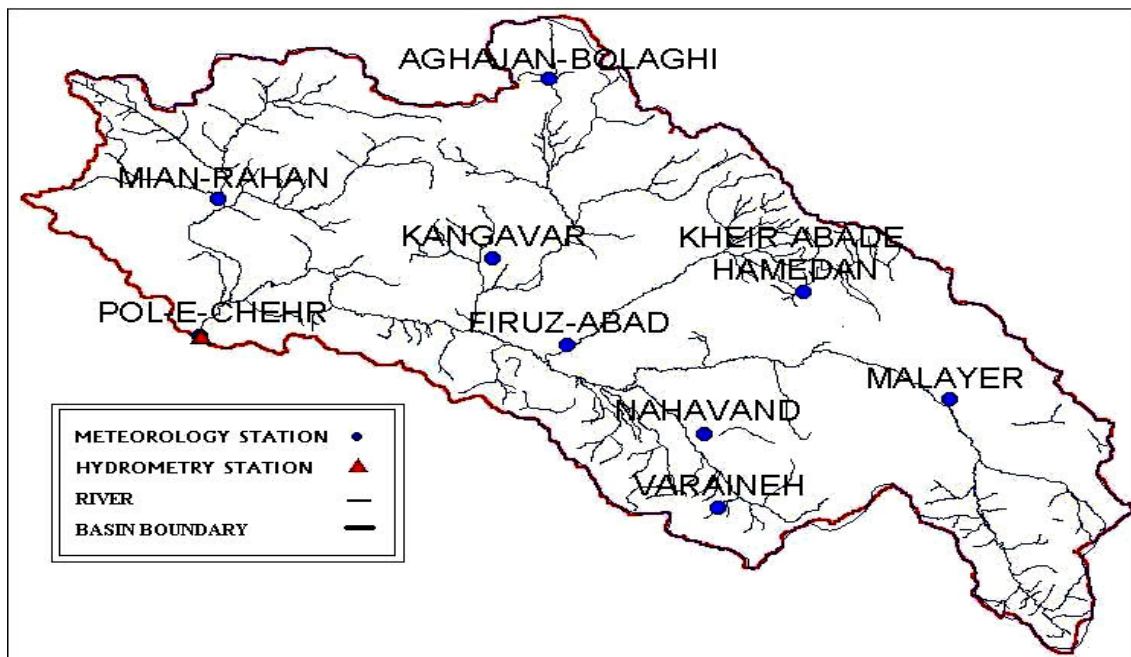 AGHAJAN-BOLAGHI
MIAN-RAHAN
KANGAVAR
KHEIR ABADE
HAMEDAN
POL-E-CHEHR
FIRUZ-ABAD
MALAYER
NAHAVAND
VARAINEH
METEOROLOGY STATION
HYDROMETRY STATION
RIVER
BASIN BOUNDARY